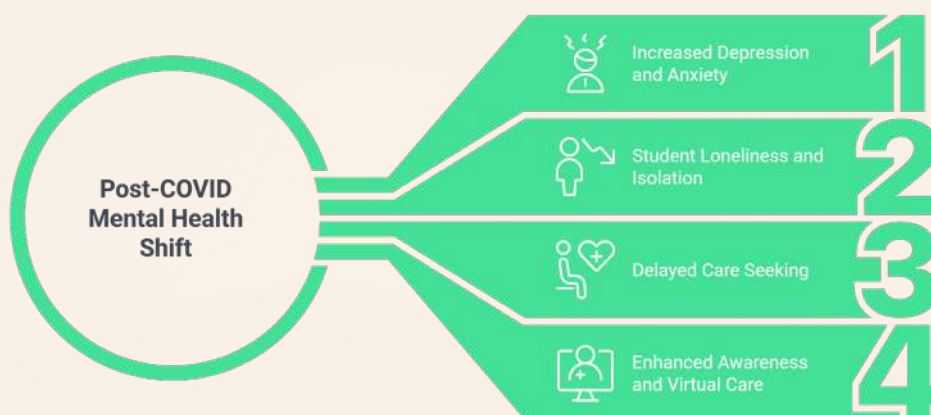 Post-COVID
Mental Health
Shift
Increased Depression
and Anxiety
1
Student Loneliness and
Isolation
2
Delayed Care Seeking
3
Enhanced Awareness
and Virtual Care
4